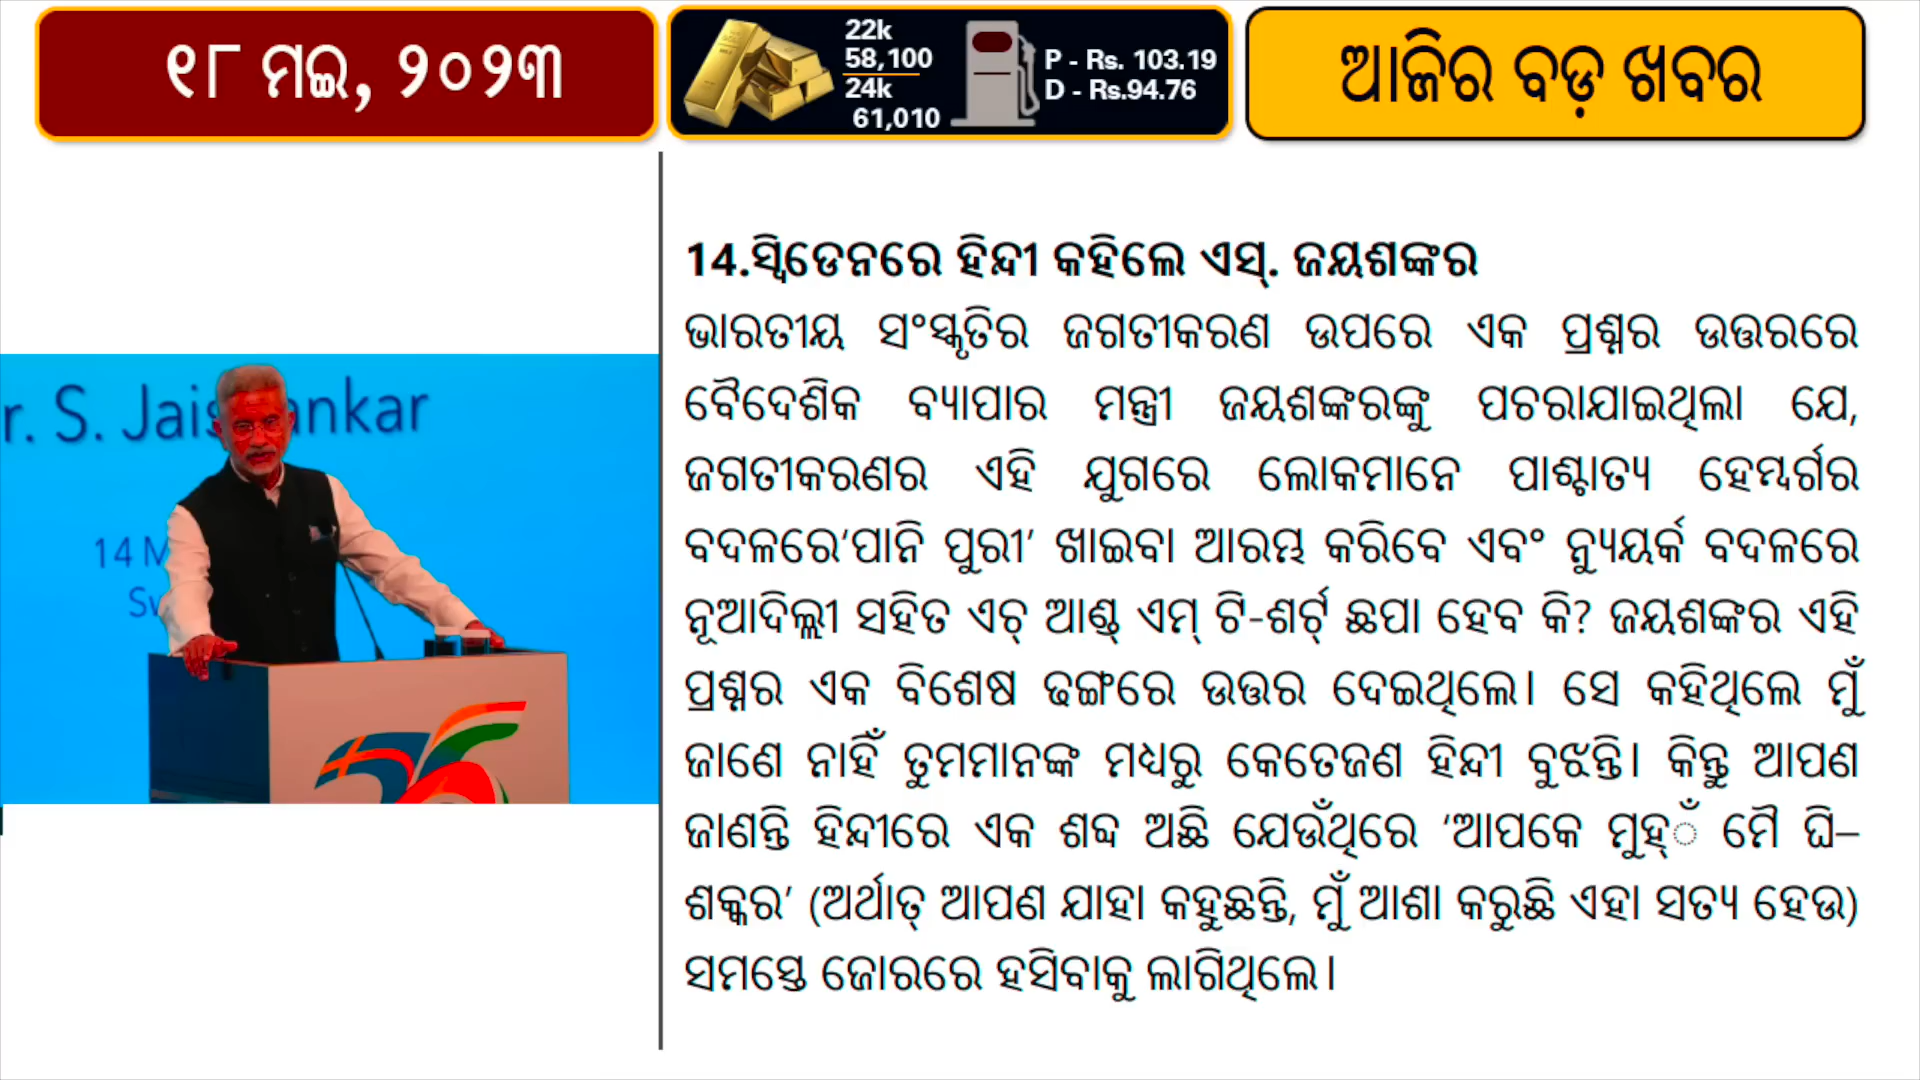 ୧୮ ମଇ, ୨୦୨୩
22k
58,100
24k
61,010
P - Rs. 103.19
D - Rs.94.76
ଆଜିର ବଡ଼ ଖବର
14.ସ୍ୱିଡେନରେ ହିନ୍ଦୀ କହିଲେ ଏସ୍. ଜୟଶଙ୍କର
ଭାରତୀୟ ସଂସ୍କୃତିର ଜଗତୀକରଣ ଉପରେ ଏକ ପ୍ରଶ୍ନର ଉତ୍ତରରେ
ବୈଦେଶିକ ବ୍ୟାପାର ମନ୍ତ୍ରୀ ଜୟଶଙ୍କରଙ୍କୁ ପଚରାଯାଇଥିଲା ଯେ,
ଜଗତୀକରଣର ଏହି ଯୁଗରେ ଲୋକମାନେ ପାଶ୍ଚାତ୍ୟ ହେମ୍ବର୍ଗର
ବଦଳରେ‘ପାନି ପୁରୀ’ ଖାଇବା ଆରମ୍ଭ କରିବେ ଏବଂ ନ୍ୟୁୟର୍କ ବଦଳରେ
ନୂଆଦିଲ୍ଲୀ ସହିତ ଏଚ୍ ଆଣ୍ଡ୍ ଏମ୍ ଟି-ଶର୍ଟ୍ ଛପା ହେବ କି? ଜୟଶଙ୍କର ଏହି
ପ୍ରଶ୍ନର ଏକ ବିଶେଷ ଢଙ୍ଗରେ ଉତ୍ତର ଦେଇଥିଲେ। ସେ କହିଥିଲେ ମୁଁ
ଜାଣେ ନାହିଁ ତୁମମାନଙ୍କ ମଧ୍ୟରୁ କେତେଜଣ ହିନ୍ଦୀ ବୁଝନ୍ତି। କିନ୍ତୁ ଆପଣ
ଜାଣନ୍ତି ହିନ୍ଦୀରେ ଏକ ଶବ୍ଦ ଅଛି ଯେଉଁଥିରେ ‘ଆପକେ ମୁହ୍ଁ ମୈ ଘି–
ଶକ୍କର’ (ଅର୍ଥାତ୍ ଆପଣ ଯାହା କହୁଛନ୍ତି, ମୁଁ ଆଶା କରୁଛି ଏହା ସତ୍ୟ ହେଉ)
ସମସ୍ତେ ଜୋରରେ ହସିବାକୁ ଲାଗିଥିଲେ।
r. S. Jais ankar
14 M
Sw